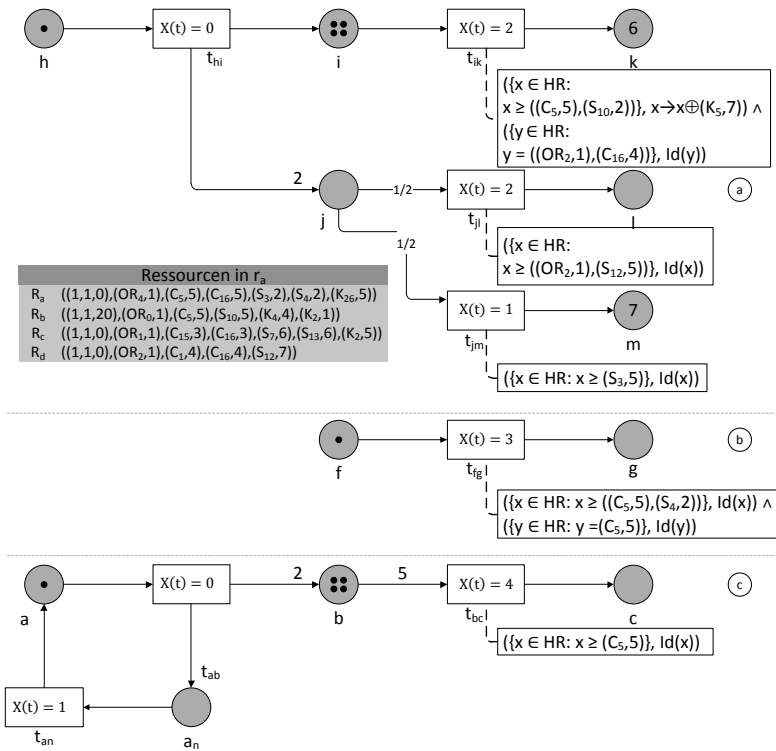 X(t) = 0
X(t) = 2
6
h
t_hi
i
t_ik
k
({x ∈ HR:
x ≥ ((C₅,5),(S₁₀,2))}, x→x⊕(K₅,7)) ∧
({y ∈ HR:
y = ((OR₂,1),(C₁₆,4))}, Id(y))
2
1/2
X(t) = 2
a
j
t_jl
l
1/2
({x ∈ HR:
x ≥ ((OR₂,1),(S₁₂,5))}, Id(x))
Ressourcen in r_a
R_a ((1,1,0),(OR₄,1),(C₅,5),(C₁₆,5),(S₃,2),(S₄,2),(K₂₆,5))
R_b ((1,1,20),(OR₀,1),(C₅,5),(S₁₀,5),(K₄,4),(K₂,1))
R_c ((1,1,0),(OR₁,1),(C₁₅,3),(C₁₆,3),(S₇,6),(S₁₃,6),(K₂,5))
R_d ((1,1,0),(OR₂,1),(C₁,4),(C₁₆,4),(S₁₂,7))
X(t) = 1
7
t_jm
m
({x ∈ HR: x ≥ (S₃,5)}, Id(x))
X(t) = 3
b
f
t_fg
g
({x ∈ HR: x ≥ ((C₅,5),(S₄,2))}, Id(x)) ∧
({y ∈ HR: y =(C₅,5)}, Id(y))
X(t) = 0
2
5
X(t) = 4
c
a
b
t_bc
c
({x ∈ HR: x ≥ (C₅,5)}, Id(x))
t_ab
X(t) = 1
t_an
a_n